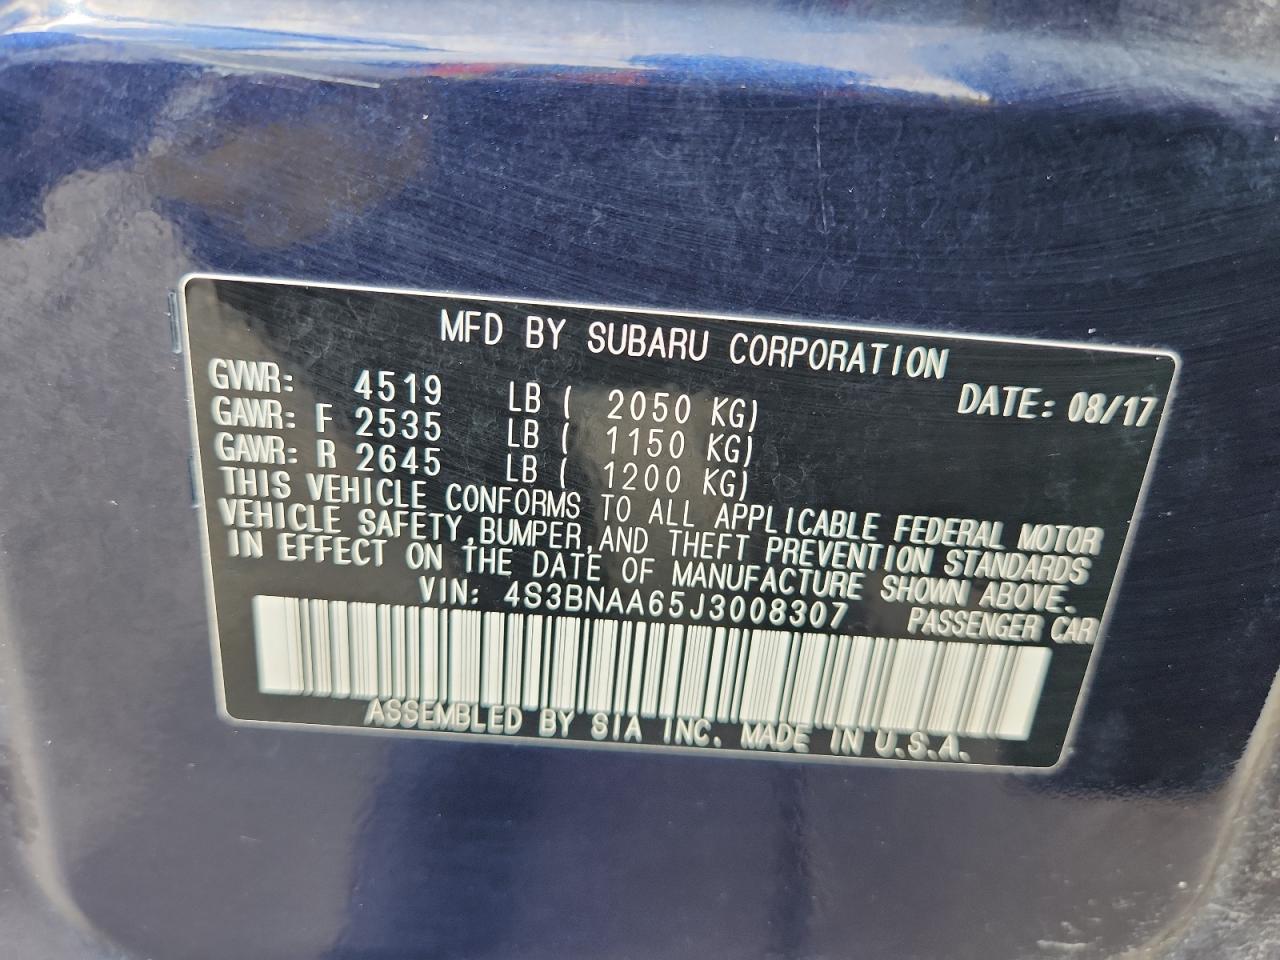 MFD BY SUBARU CORPORATION
GVWR: 4519 LB ( 2050 KG) DATE: 08/17
GAWR: F 2535 LB ( 1150 KG)
GAWR: R 2645 LB ( 1200 KG)
THIS VEHICLE CONFORMS TO ALL APPLICABLE FEDERAL MOTOR
VEHICLE SAFETY,BUMPER,AND THEFT PREVENTION STANDARDS
IN EFFECT ON THE DATE OF MANUFACTURE SHOWN ABOVE.
VIN: 4S3BNAA65J3008307 PASSENGER CAR
ASSEMBLED BY SIA INC. MADE IN U.S.A.